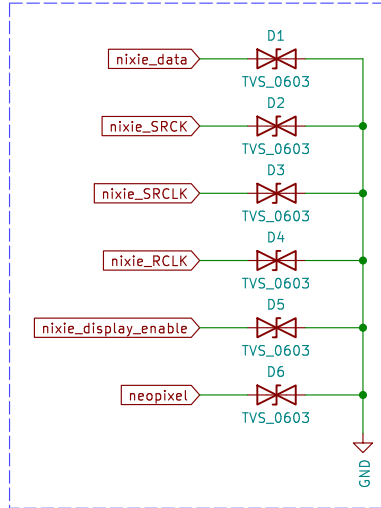 D1
nixie_data
TVS_0603
D2
nixie_SRCK
TVS_0603
D3
nixie_SRCLK
TVS_0603
D4
nixie_RCLK
TVS_0603
D5
nixie_display_enable
TVS_0603
D6
neopixel
TVS_0603
GND